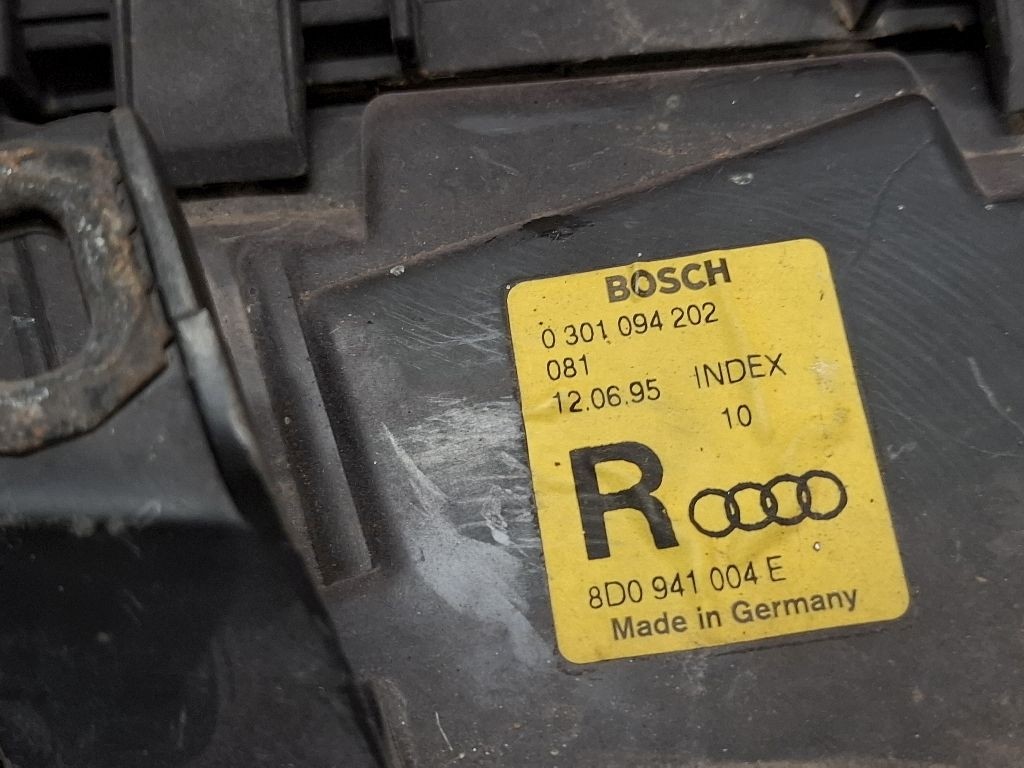 BOSCH
0 301 094 202
081
12.06.95 INDEX
10
R
8D0 941 004 E
Made in Germany